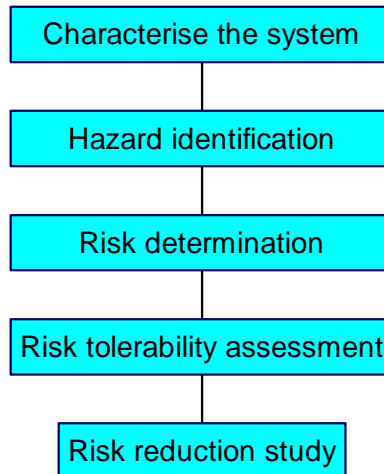 Characterise the system
Hazard identification
Risk determination
Risk tolerability assessment
Risk reduction study